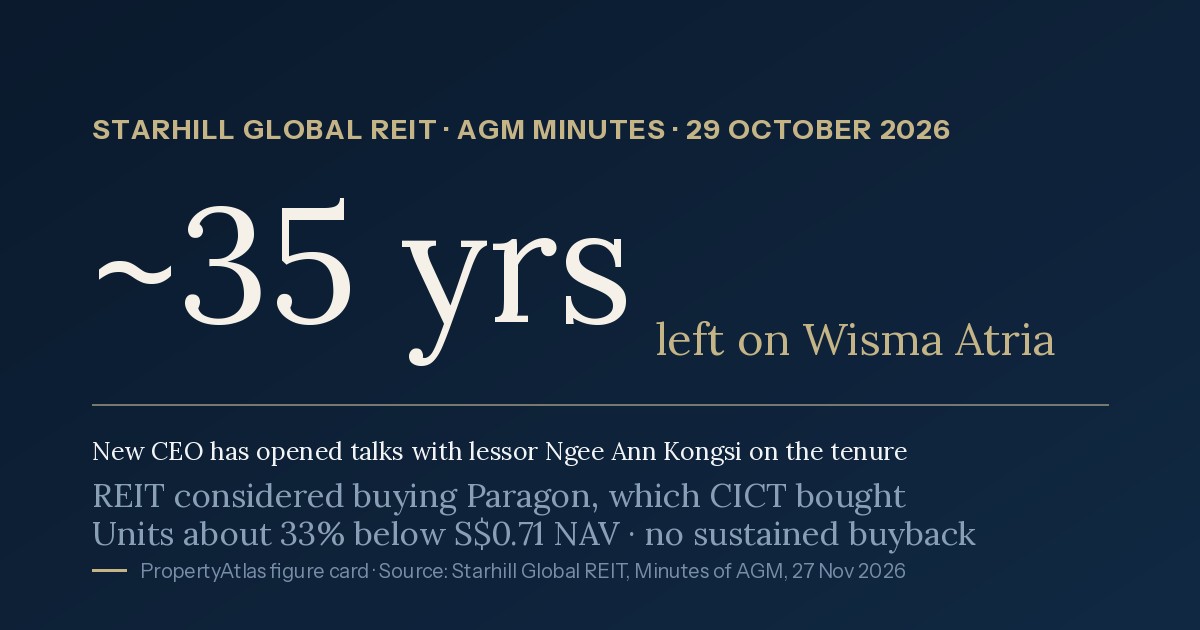 STARHILL GLOBAL REIT · AGM MINUTES · 29 OCTOBER 2026
~35 yrs left on Wisma Atria
New CEO has opened talks with lessor Ngee Ann Kongsi on the tenure
REIT considered buying Paragon, which CICT bought
Units about 33% below S$0.71 NAV · no sustained buyback
PropertyAtlas figure card · Source: Starhill Global REIT, Minutes of AGM, 27 Nov 2026